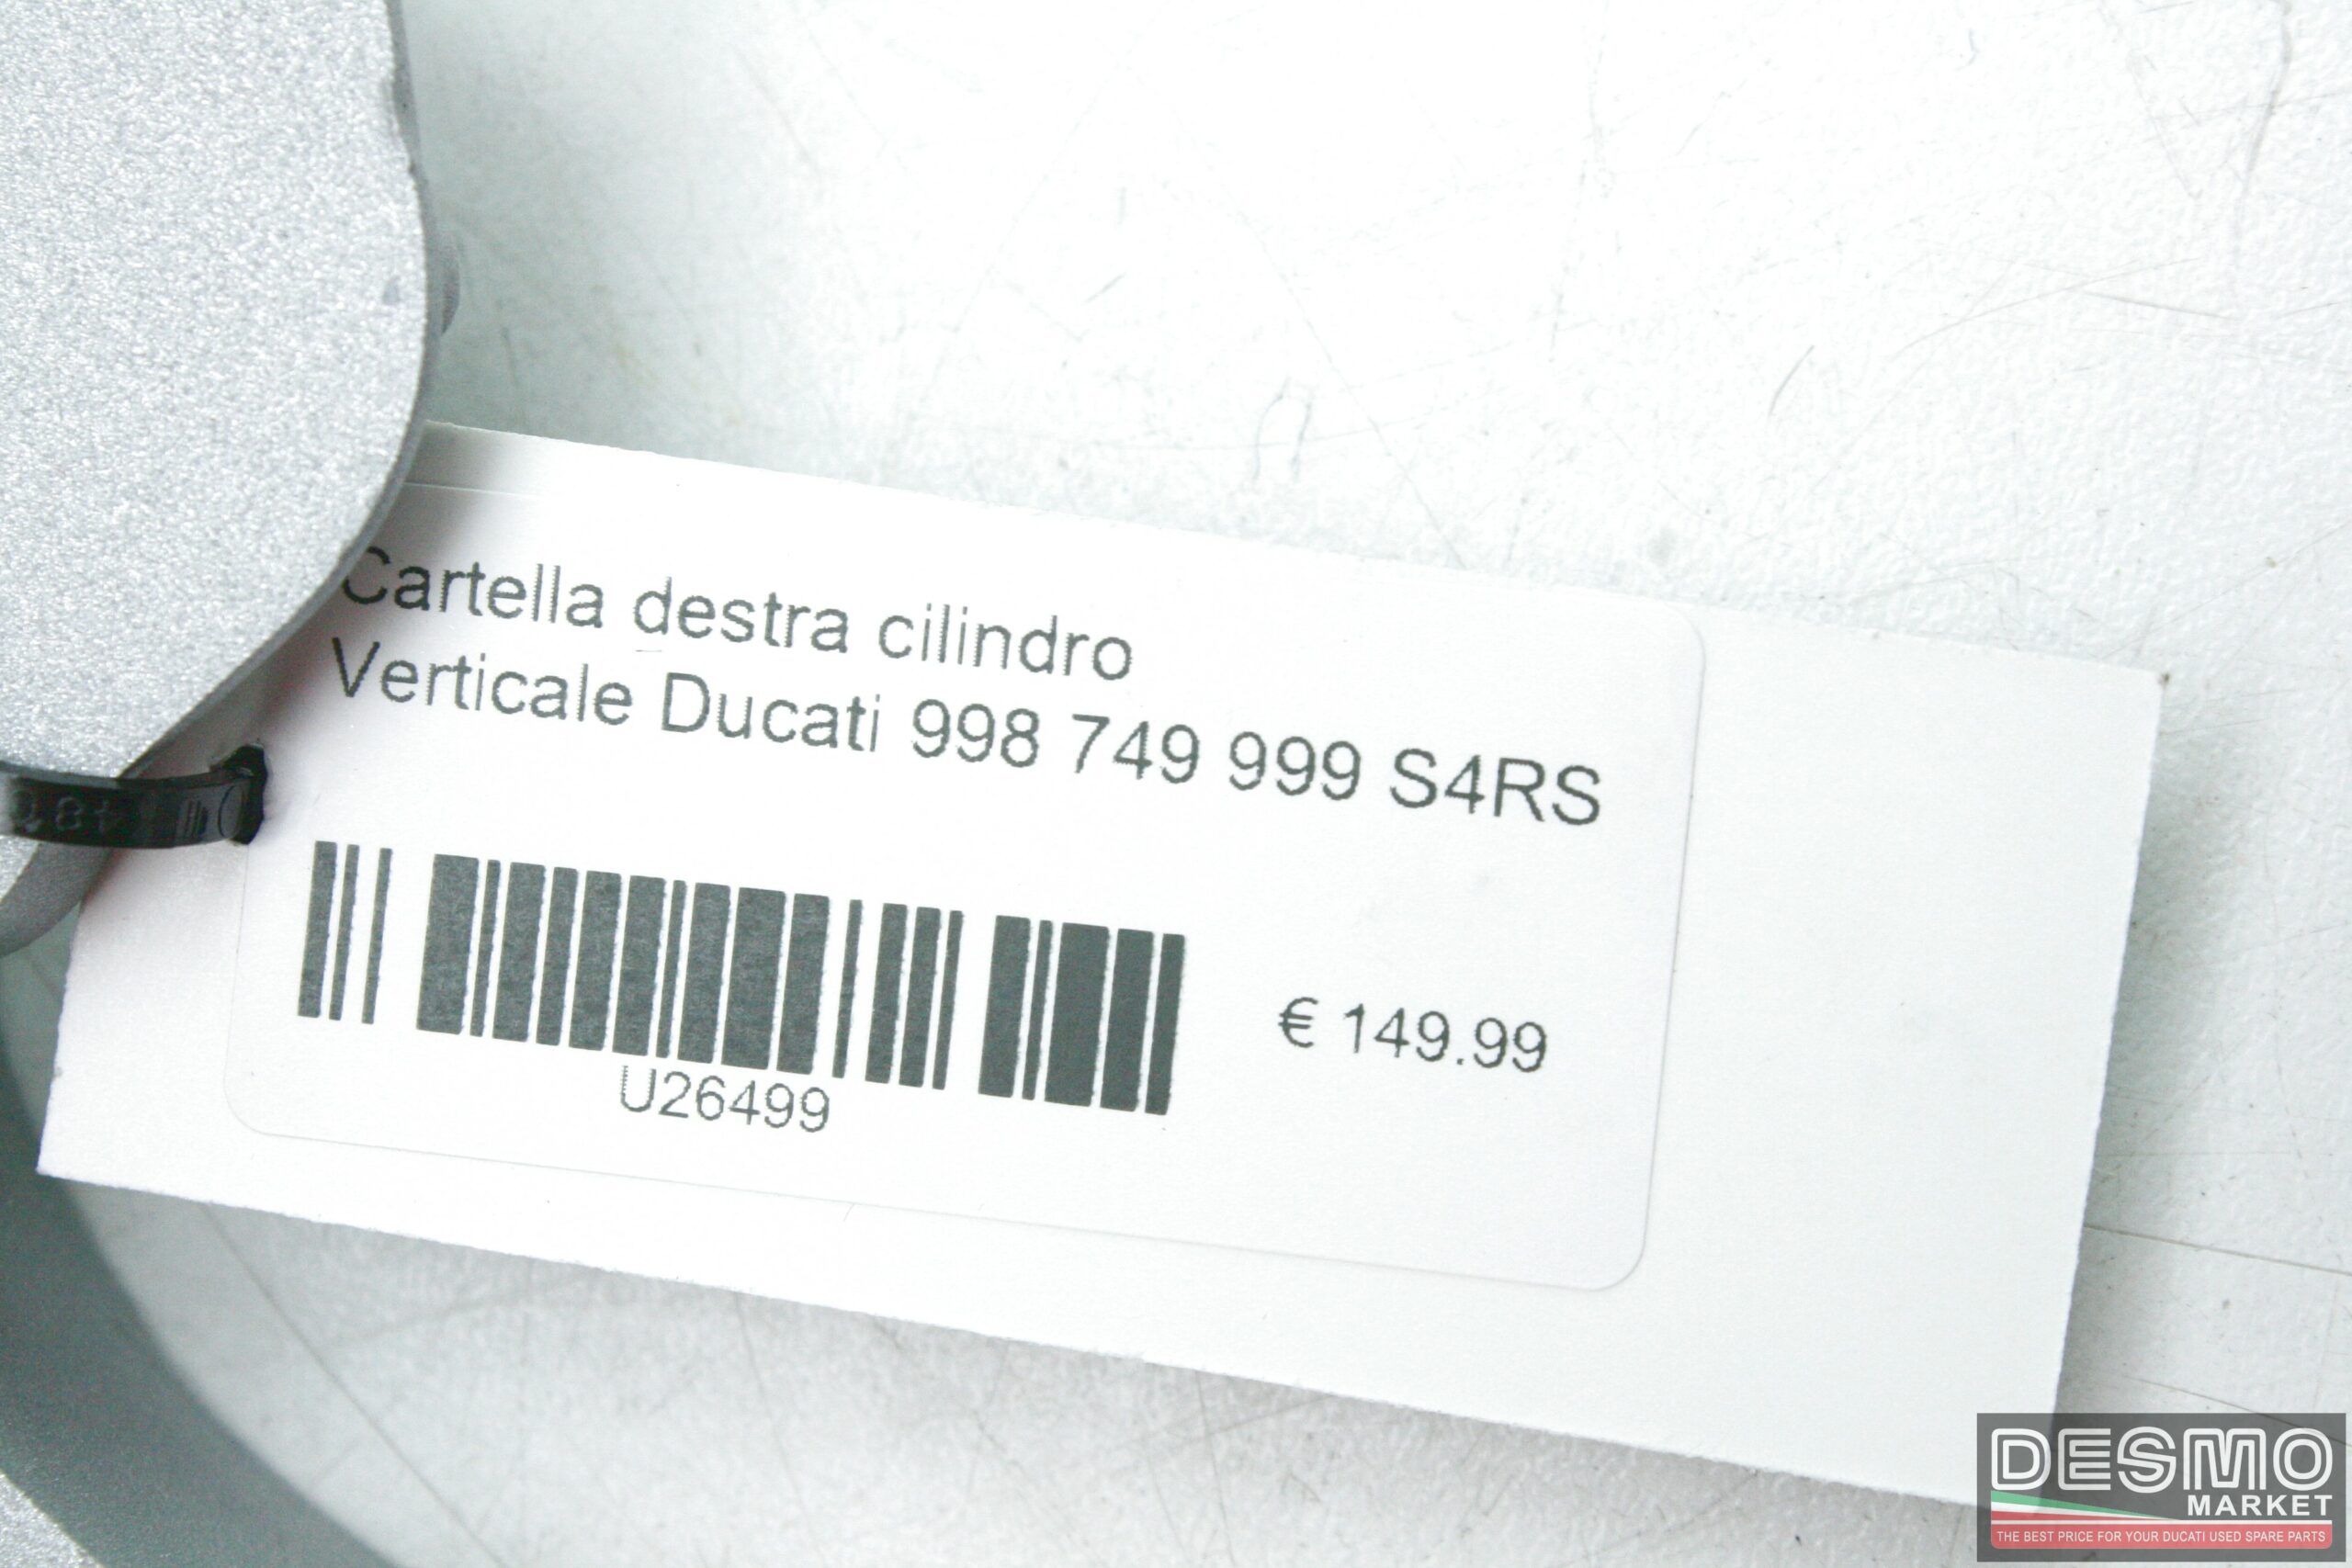 Cartella destra cilindro
Verticale Ducati 998 749 999 S4RS
€ 149.99
U26499
DESMO
MARKET
THE BEST PRICE FOR YOUR DUCATI USED SPARE PARTS